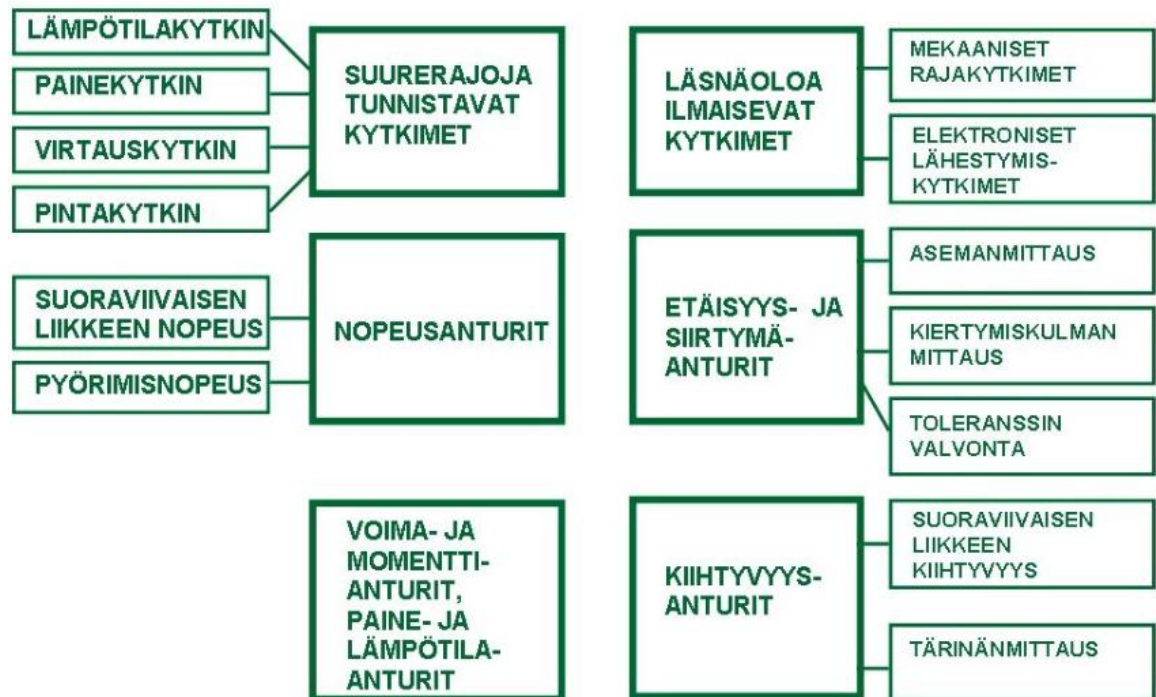 LÄMPÖTILAKYTKIN
PAINEKYTKIN
VIRTAUSKYTKIN
PINTAKYTKIN
SUURERAJOJA
TUNNISTAVAT
KYTKIMET
LÄSNÄOLOA
ILMAISEVAT
KYTKIMET
MEKAANISET
RAJAKYTKIMET
ELEKTRONISET
LÄHESTYMIS-
KYTKIMET
SUORAVIIVAISEN
LIIKKEEN NOPEUS
PYÖRIMISNOPEUS
NOPEUSANTURIT
ETÄISYYS- JA
SIIRTYMÄ-
ANTURIT
ASEMANMITTAUS
KIERTYMISKULMAN
MITTAUS
TOLERANSSIN
VALVONTA
VOIMA- JA
MOMENTTI-
ANTURIT,
PAINE- JA
LÄMPÖTILA-
ANTURIT
KIIHTYVYYS-
ANTURIT
SUORAVIIVAISEN
LIIKKEEN
KIIHTYVYYS
TÄRINÄNMITTAUS